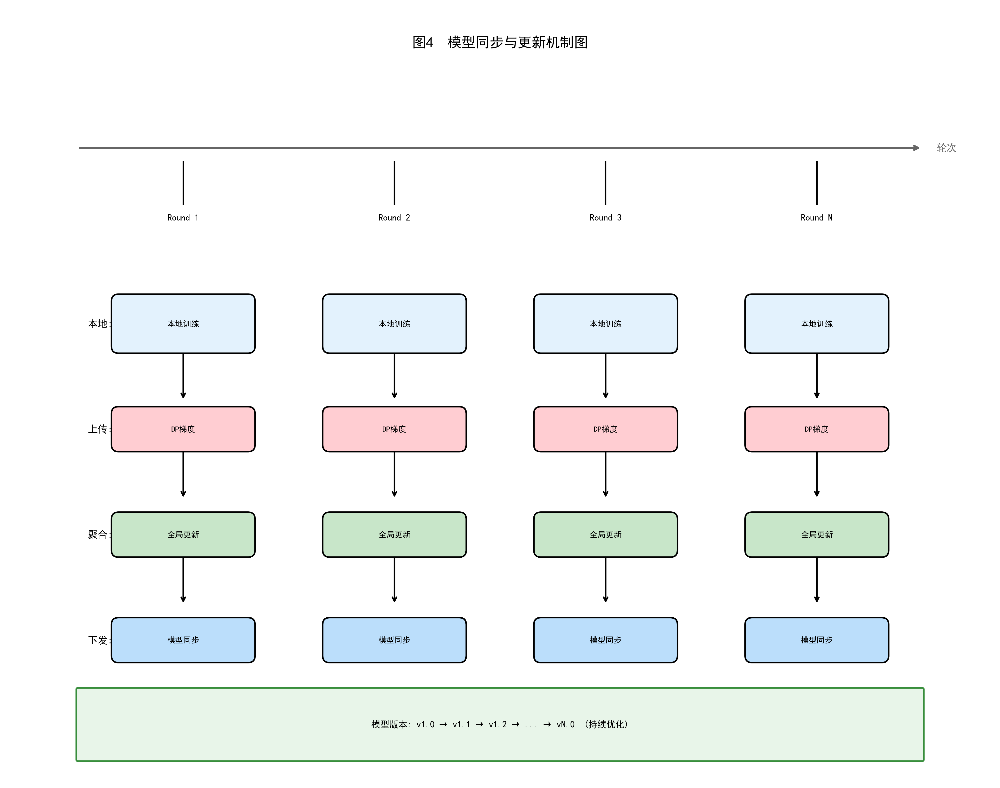 图4  模型同步与更新机制图
轮次
Round 1
Round 2
Round 3
Round N
本地:
本地训练
本地训练
本地训练
本地训练
上传:
DP梯度
DP梯度
DP梯度
DP梯度
聚合:
全局更新
全局更新
全局更新
全局更新
下发:
模型同步
模型同步
模型同步
模型同步
模型版本: v1.0 → v1.1 → v1.2 → ... → vN.0 (持续优化)